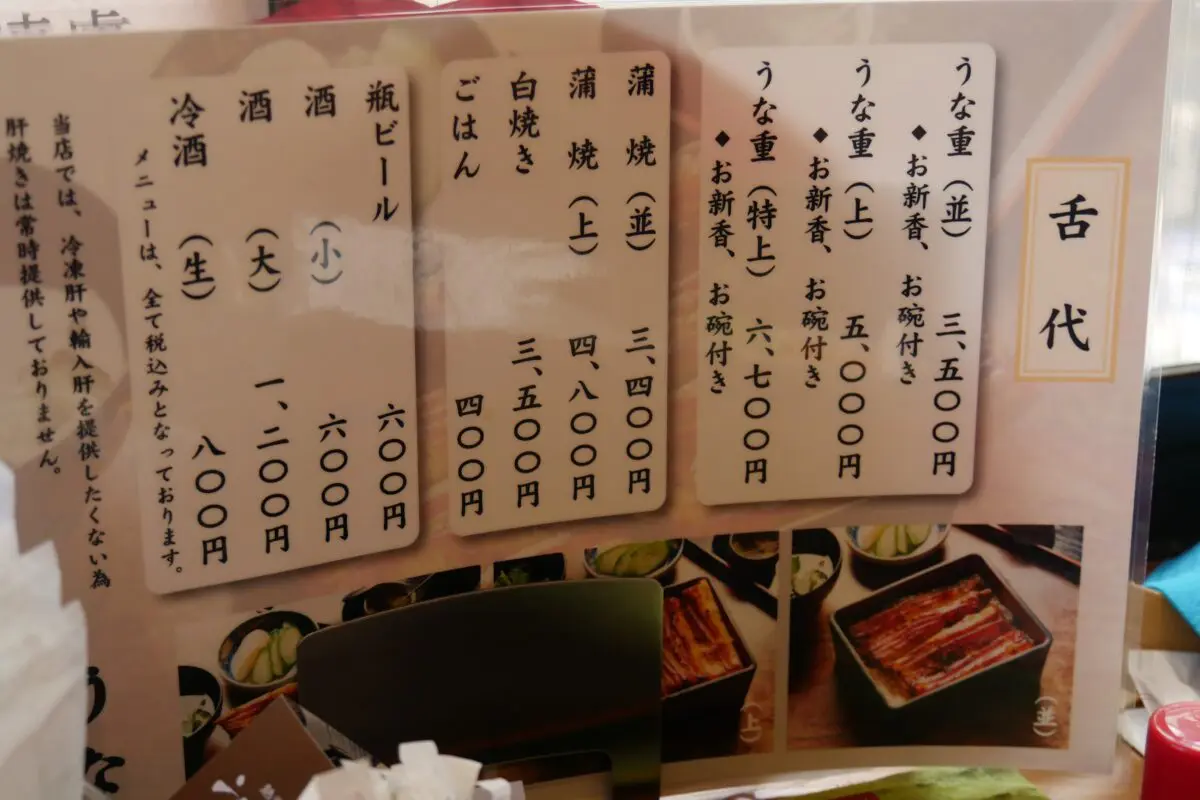 舌代
うな重(並) 三、五〇〇円
◆お新香、お碗付き
うな重(上) 五、〇〇〇円
◆お新香、お碗付き
うな重(特上) 六、七〇〇円
◆お新香、お碗付き
蒲焼(並) 三、四〇〇円
蒲焼(上) 四、八〇〇円
白焼き 三、五〇〇円
ごはん 四〇〇円
瓶ビール 六〇〇円
酒(小) 六〇〇円
酒(大) 一、二〇〇円
冷酒(生) 八〇〇円
メニューは、全て税込みとなっております。
当店では、冷凍肝や輸入肝を提供したくない為
肝焼きは常時提供しておりません。
(並)
(上)
うな